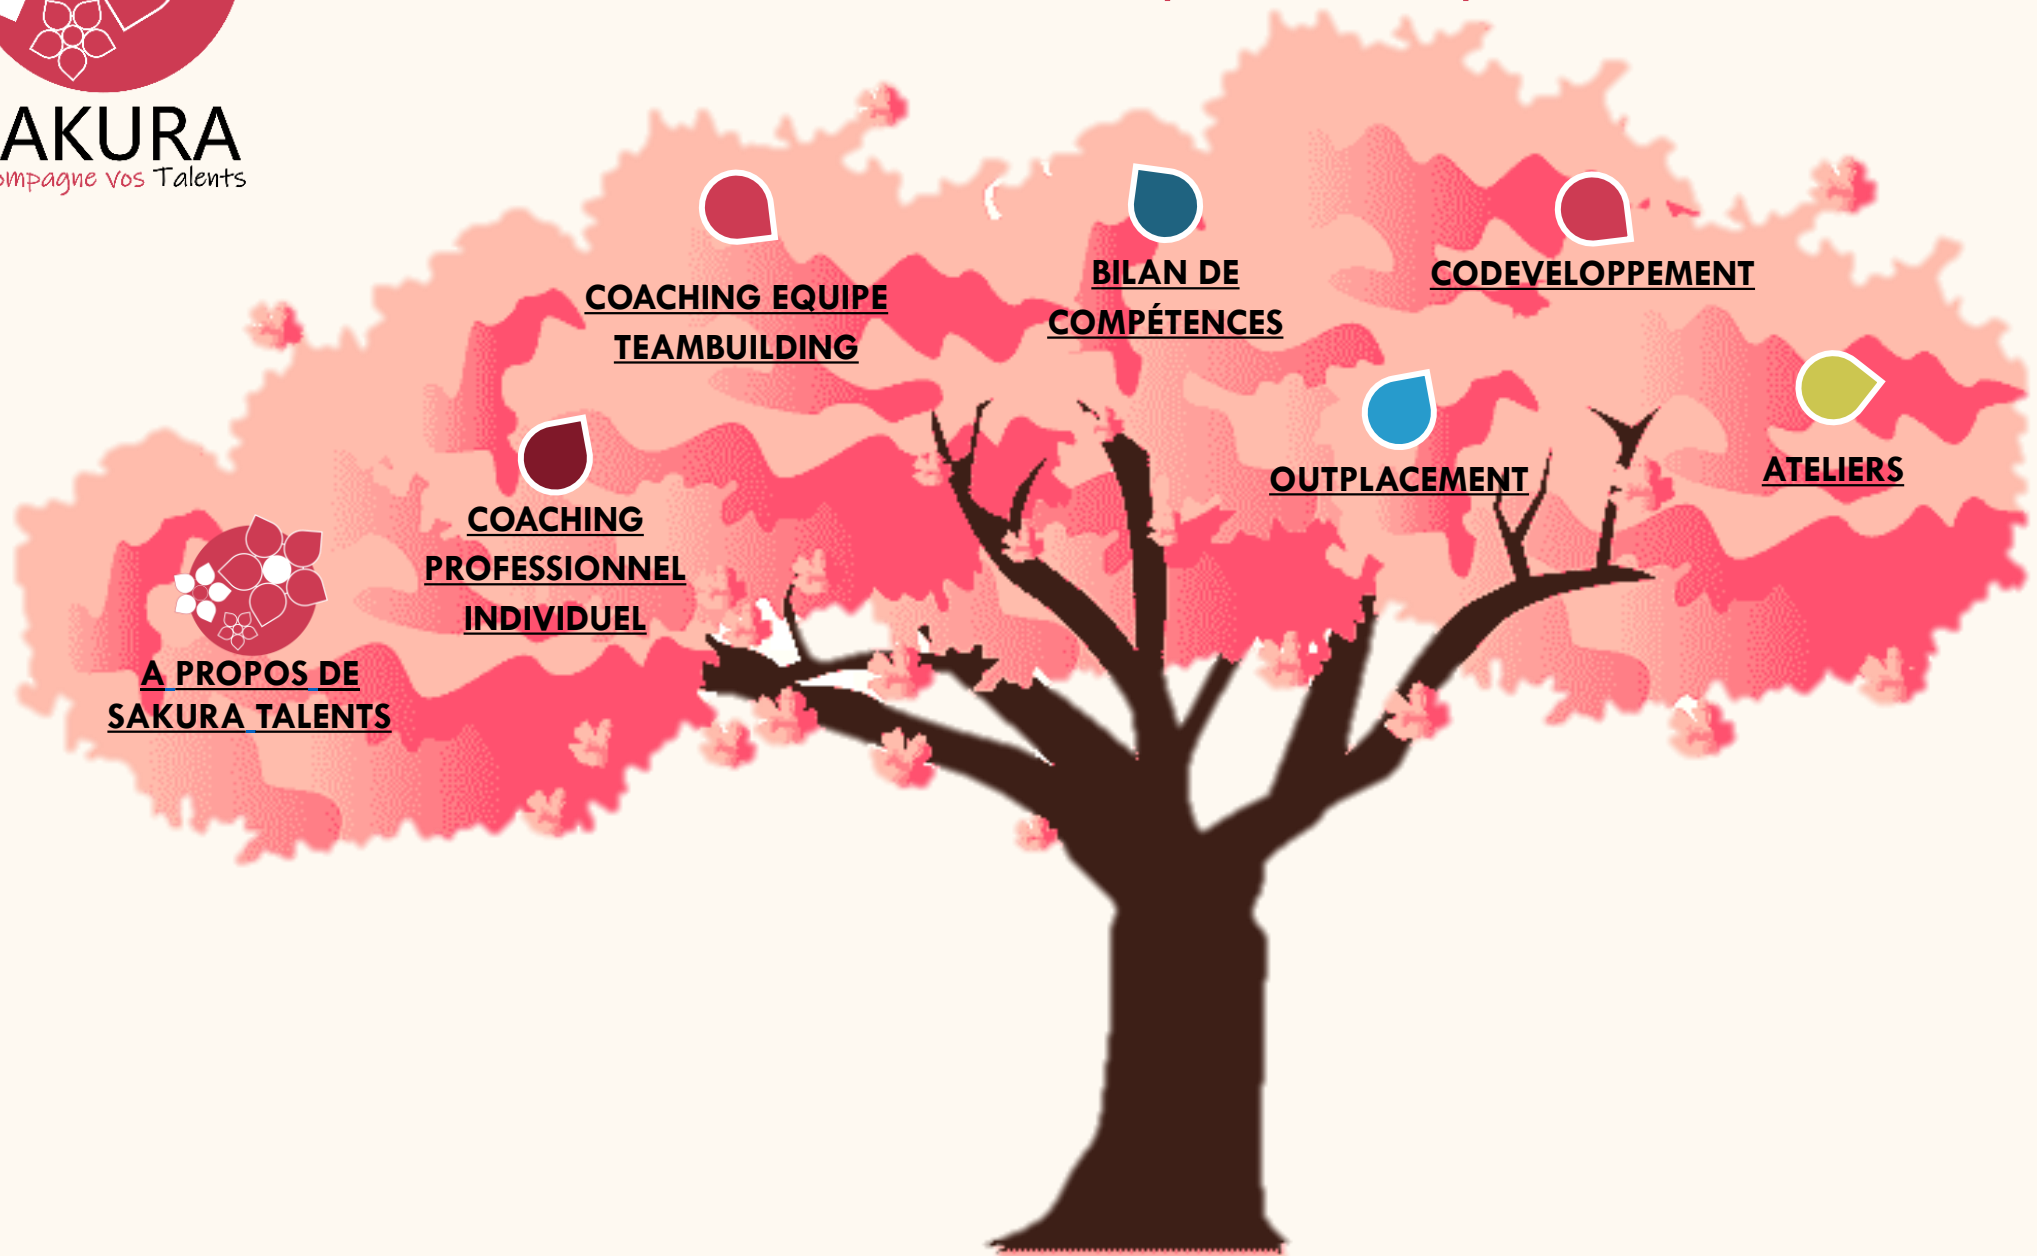 AKURA
ompagne vos Talents
COACHING EQUIPE
TEAMBUILDING
BILAN DE
COMPÉTENCES
CODEVELOPPEMENT
COACHING
PROFESSIONNEL
INDIVIDUEL
OUTPLACEMENT
ATELIERS
A PROPOS DE
SAKURA TALENTS